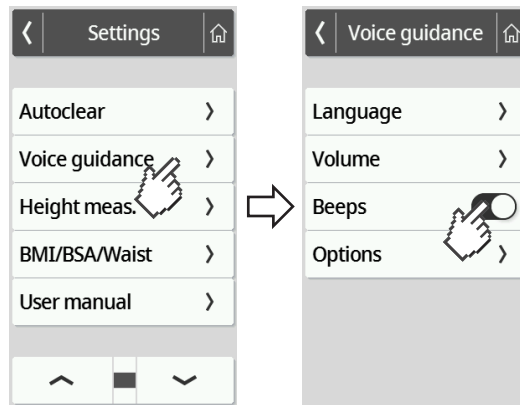 Settings
Autoclear
Voice guidance
Height meas.
BMI/BSA/Waist
User manual
Voice guidance
Language
Volume
Beeps
Options